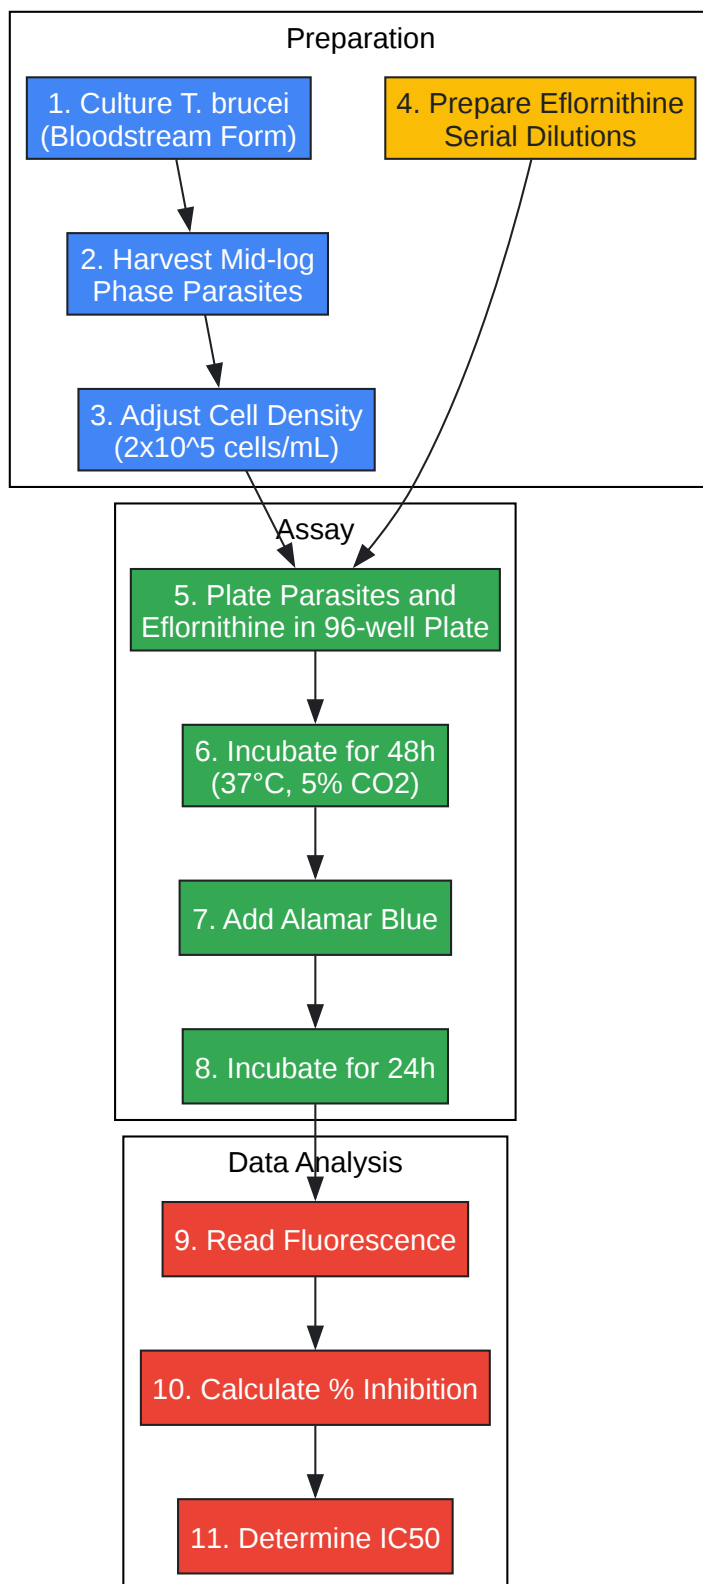 Preparation
1. Culture T. brucei
(Bloodstream Form)
4. Prepare Eflornithine
Serial Dilutions
2. Harvest Mid-log
Phase Parasites
3. Adjust Cell Density
(2x10^5 cells/mL)
Assay
5. Plate Parasites and
Eflornithine in 96-well Plate
6. Incubate for 48h
(37°C, 5% CO2)
7. Add Alamar Blue
8. Incubate for 24h
Data Analysis
9. Read Fluorescence
10. Calculate % Inhibition
11. Determine IC50